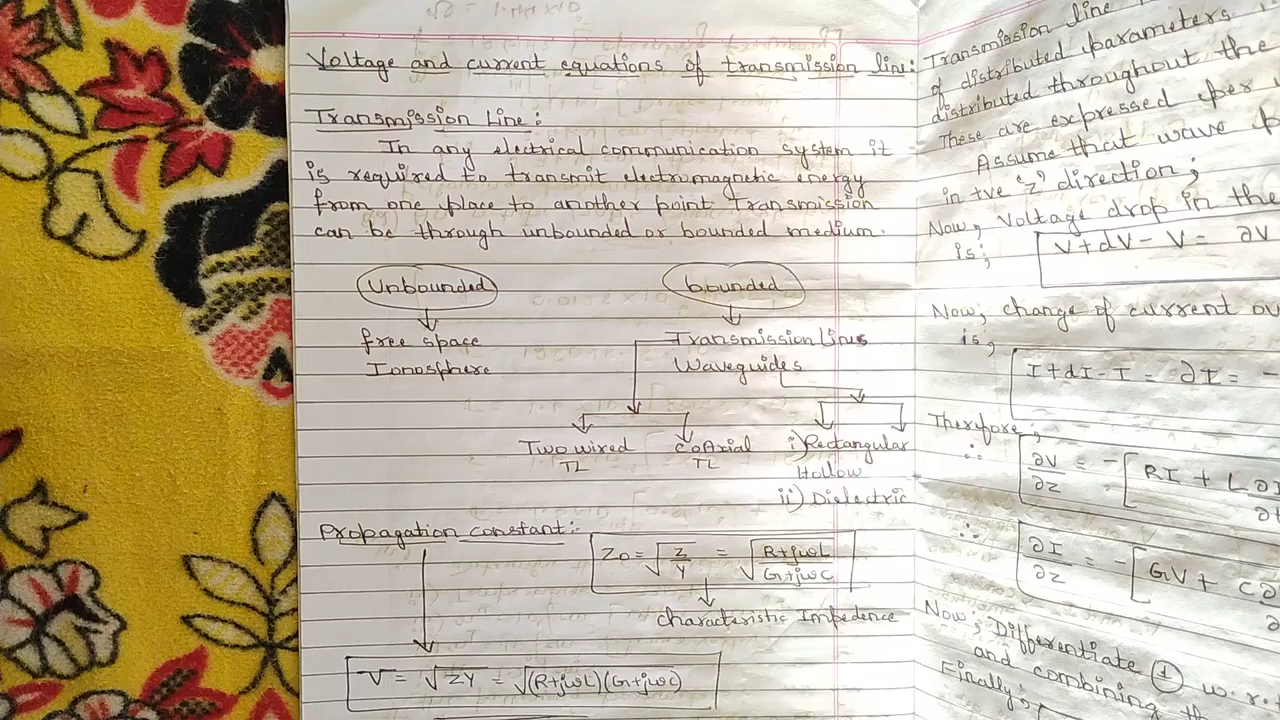 Voltage and current equations of transmission line:
Transmission Line:
In any electrical communication system it
is required to transmit electromagnetic energy
from one place to another point Transmission
can be through unbounded or bounded medium.
Unbounded
bounded
free space
Ionosphere
Transmission Lines
Waveguides
Two wired
TL
CoAxial
TL
i) Rectangular
Hollow
ii) Dielectric
Propagation constant:-
Zo = √(Z/Y) = √((R+jωL)/(G+jωC))
characteristic Impedence
V = √ZY = √(R+jωL)(G+jωC)
Transmission line
of distributed parameters
distributed throughout the
These are expressed per
Assume that wave
in +ve 'z' direction;
Now, Voltage drop in the
is;
V+dV-V = ∂V
Now, change of current
is,
I+dI-I = ∂I = -
Therefore;
∴ ∂V/∂z = -[RI + L
∴ ∂I/∂z = -[GV + C
Now, Differentiate ① w.r.
and combining
Finally;